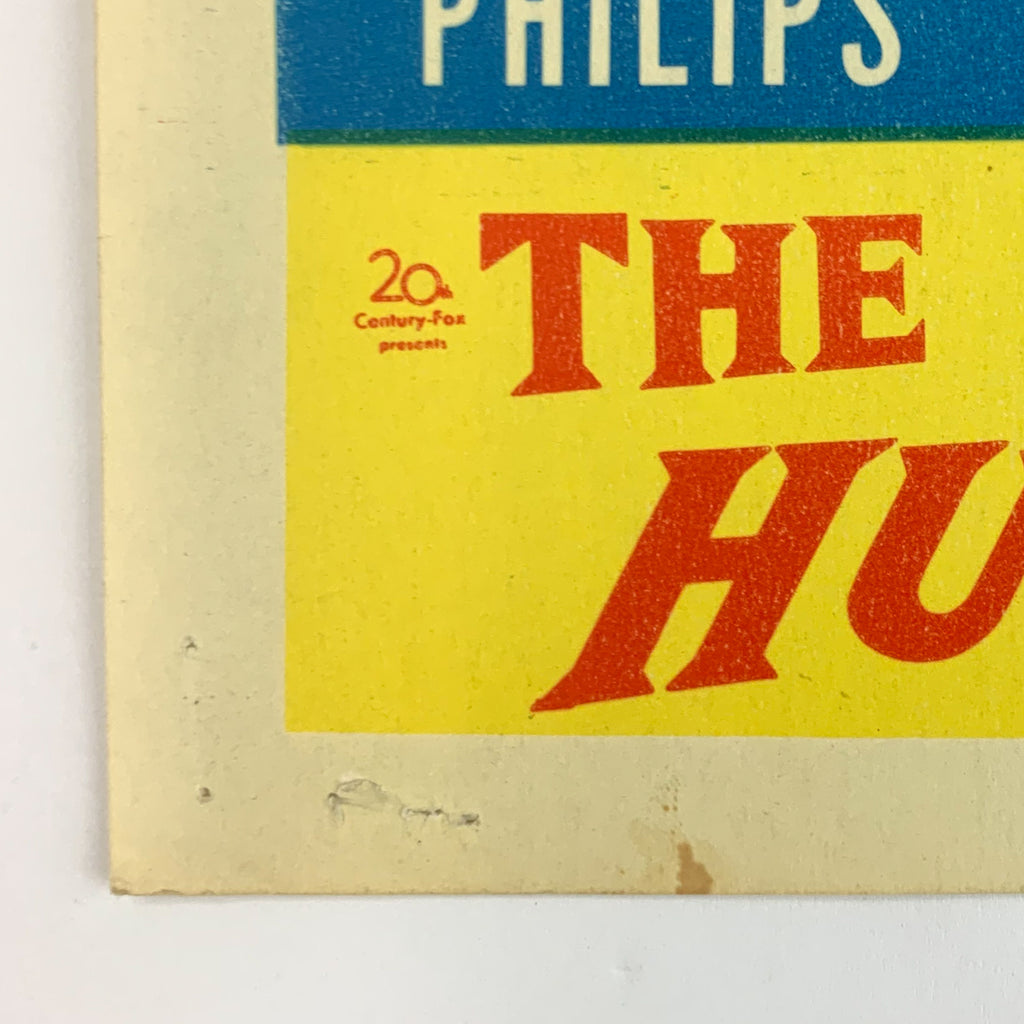 PHILIPS
20th
Century-Fox
presents
THE
HU